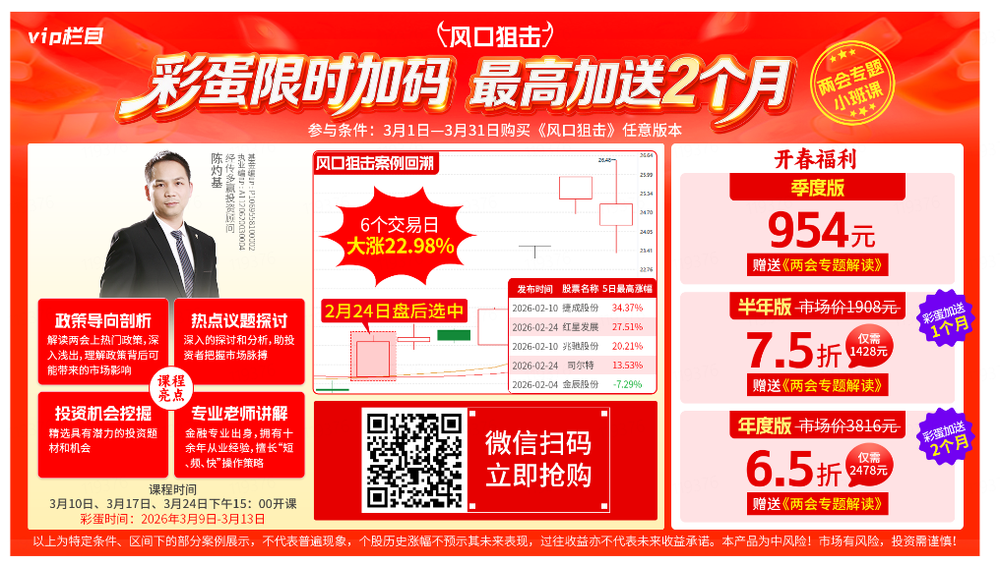 vip栏目
风口狙击
彩蛋限时加码 最高加送2个月
两会专题
小班课
参与条件：3月1日—3月31日购买《风口狙击》任意版本
陈灼基
经传多赢投资顾问
执业编号:A1120620030004
政策导向剖析
解读两会上热门政策,深
入浅出,理解政策背后可
能带来的市场影响
热点议题探讨
深入的探讨和分析,助投
资者把握市场脉搏
课程
亮点
投资机会挖掘
精选具有潜力的投资题
材和机会
专业老师讲解
金融专业出身,拥有十
余年从业经验,擅长“短
、频、快”操作策略
课程时间
3月10日、3月17日、3月24日下午15：00开课
彩蛋时间：2026年3月9日-3月13日
风口狙击案例回溯
6个交易日
大涨22.98%
2月24日盘后选中
26.48
26.64
25.99
25.34
24.70
24.05
23.41
22.76
发布时间 股票名称 5日最高涨幅
2026-02-10 捷成股份 34.37%
2026-02-24 红星发展 27.51%
2026-02-10 兆驰股份 20.21%
2026-02-24 司尔特 13.53%
2026-02-04 金辰股份 -7.29%
微信扫码
立即抢购
开春福利
季度版
954元
赠送《两会专题解读》
半年版 市场价1908元
彩蛋加送
1个月
7.5折
仅需
1428元
赠送《两会专题解读》
年度版 市场价3816元
彩蛋加送
2个月
6.5折
仅需
2478元
赠送《两会专题解读》
以上为特定条件、区间下的部分案例展示，不代表普遍现象，个股历史涨幅不预示其未来表现，过往收益亦不代表未来收益承诺。本产品为中风险！市场有风险，投资需谨慎！